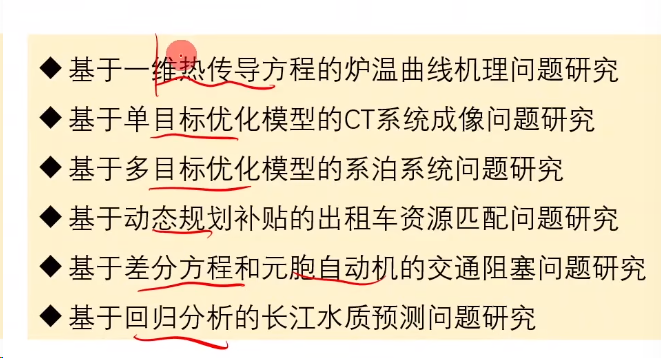 ◆ 基于一维热传导方程的炉温曲线机理问题研究
◆ 基于单目标优化模型的CT系统成像问题研究
◆ 基于多目标优化模型的系泊系统问题研究
◆ 基于动态规划补贴的出租车资源匹配问题研究
◆ 基于差分方程和元胞自动机的交通阻塞问题研究
◆ 基于回归分析的长江水质预测问题研究